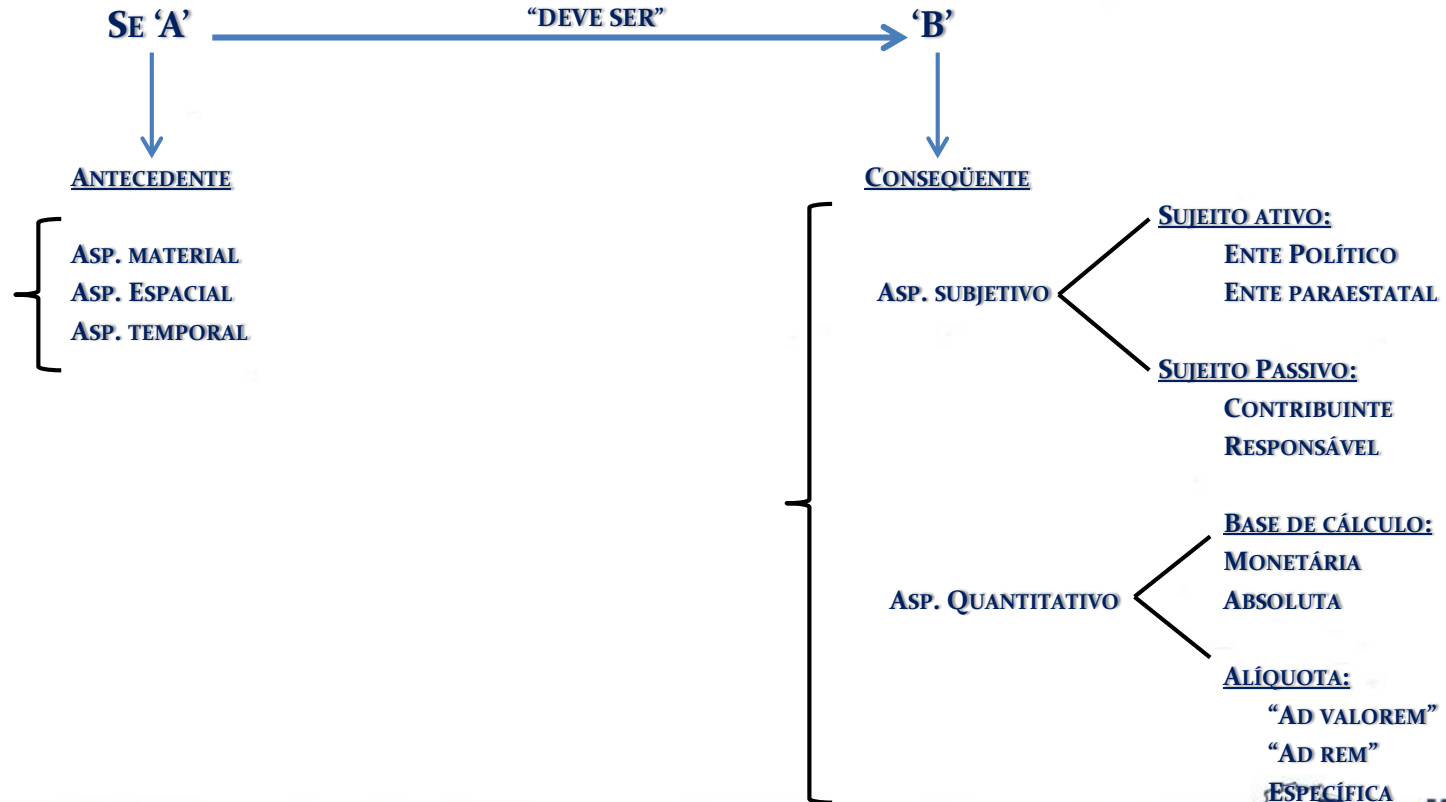 Se ‘A’
“DEVE SER”
‘B’
Antecedente
Asp. material
Asp. Espacial
Asp. temporal
Conseqüente
Asp. subjetivo
Sujeito ativo:
Ente Político
Ente paraestatal
Sujeito Passivo:
Contribuinte
Responsável
Asp. Quantitativo
Base de cálculo:
Monetária
Absoluta
Alíquota:
“Ad valorem”
“Ad rem”
Específica